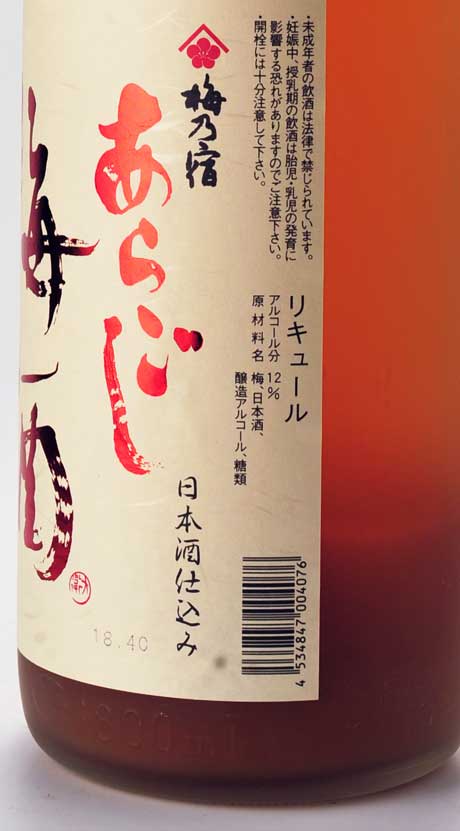 ・未成年者の飲酒は法律で禁じられています。
・妊娠中、授乳期の飲酒は胎児・乳児の発育に
影響する恐れがありますのでご注意下さい。
・開栓には十分注意して下さい。
リキュール
アルコール分 12%
原材料名 梅、日本酒、
醸造アルコール、糖類
梅乃宿
あらごし
梅酒
日本酒仕込み
18.4C
4 534847 004076